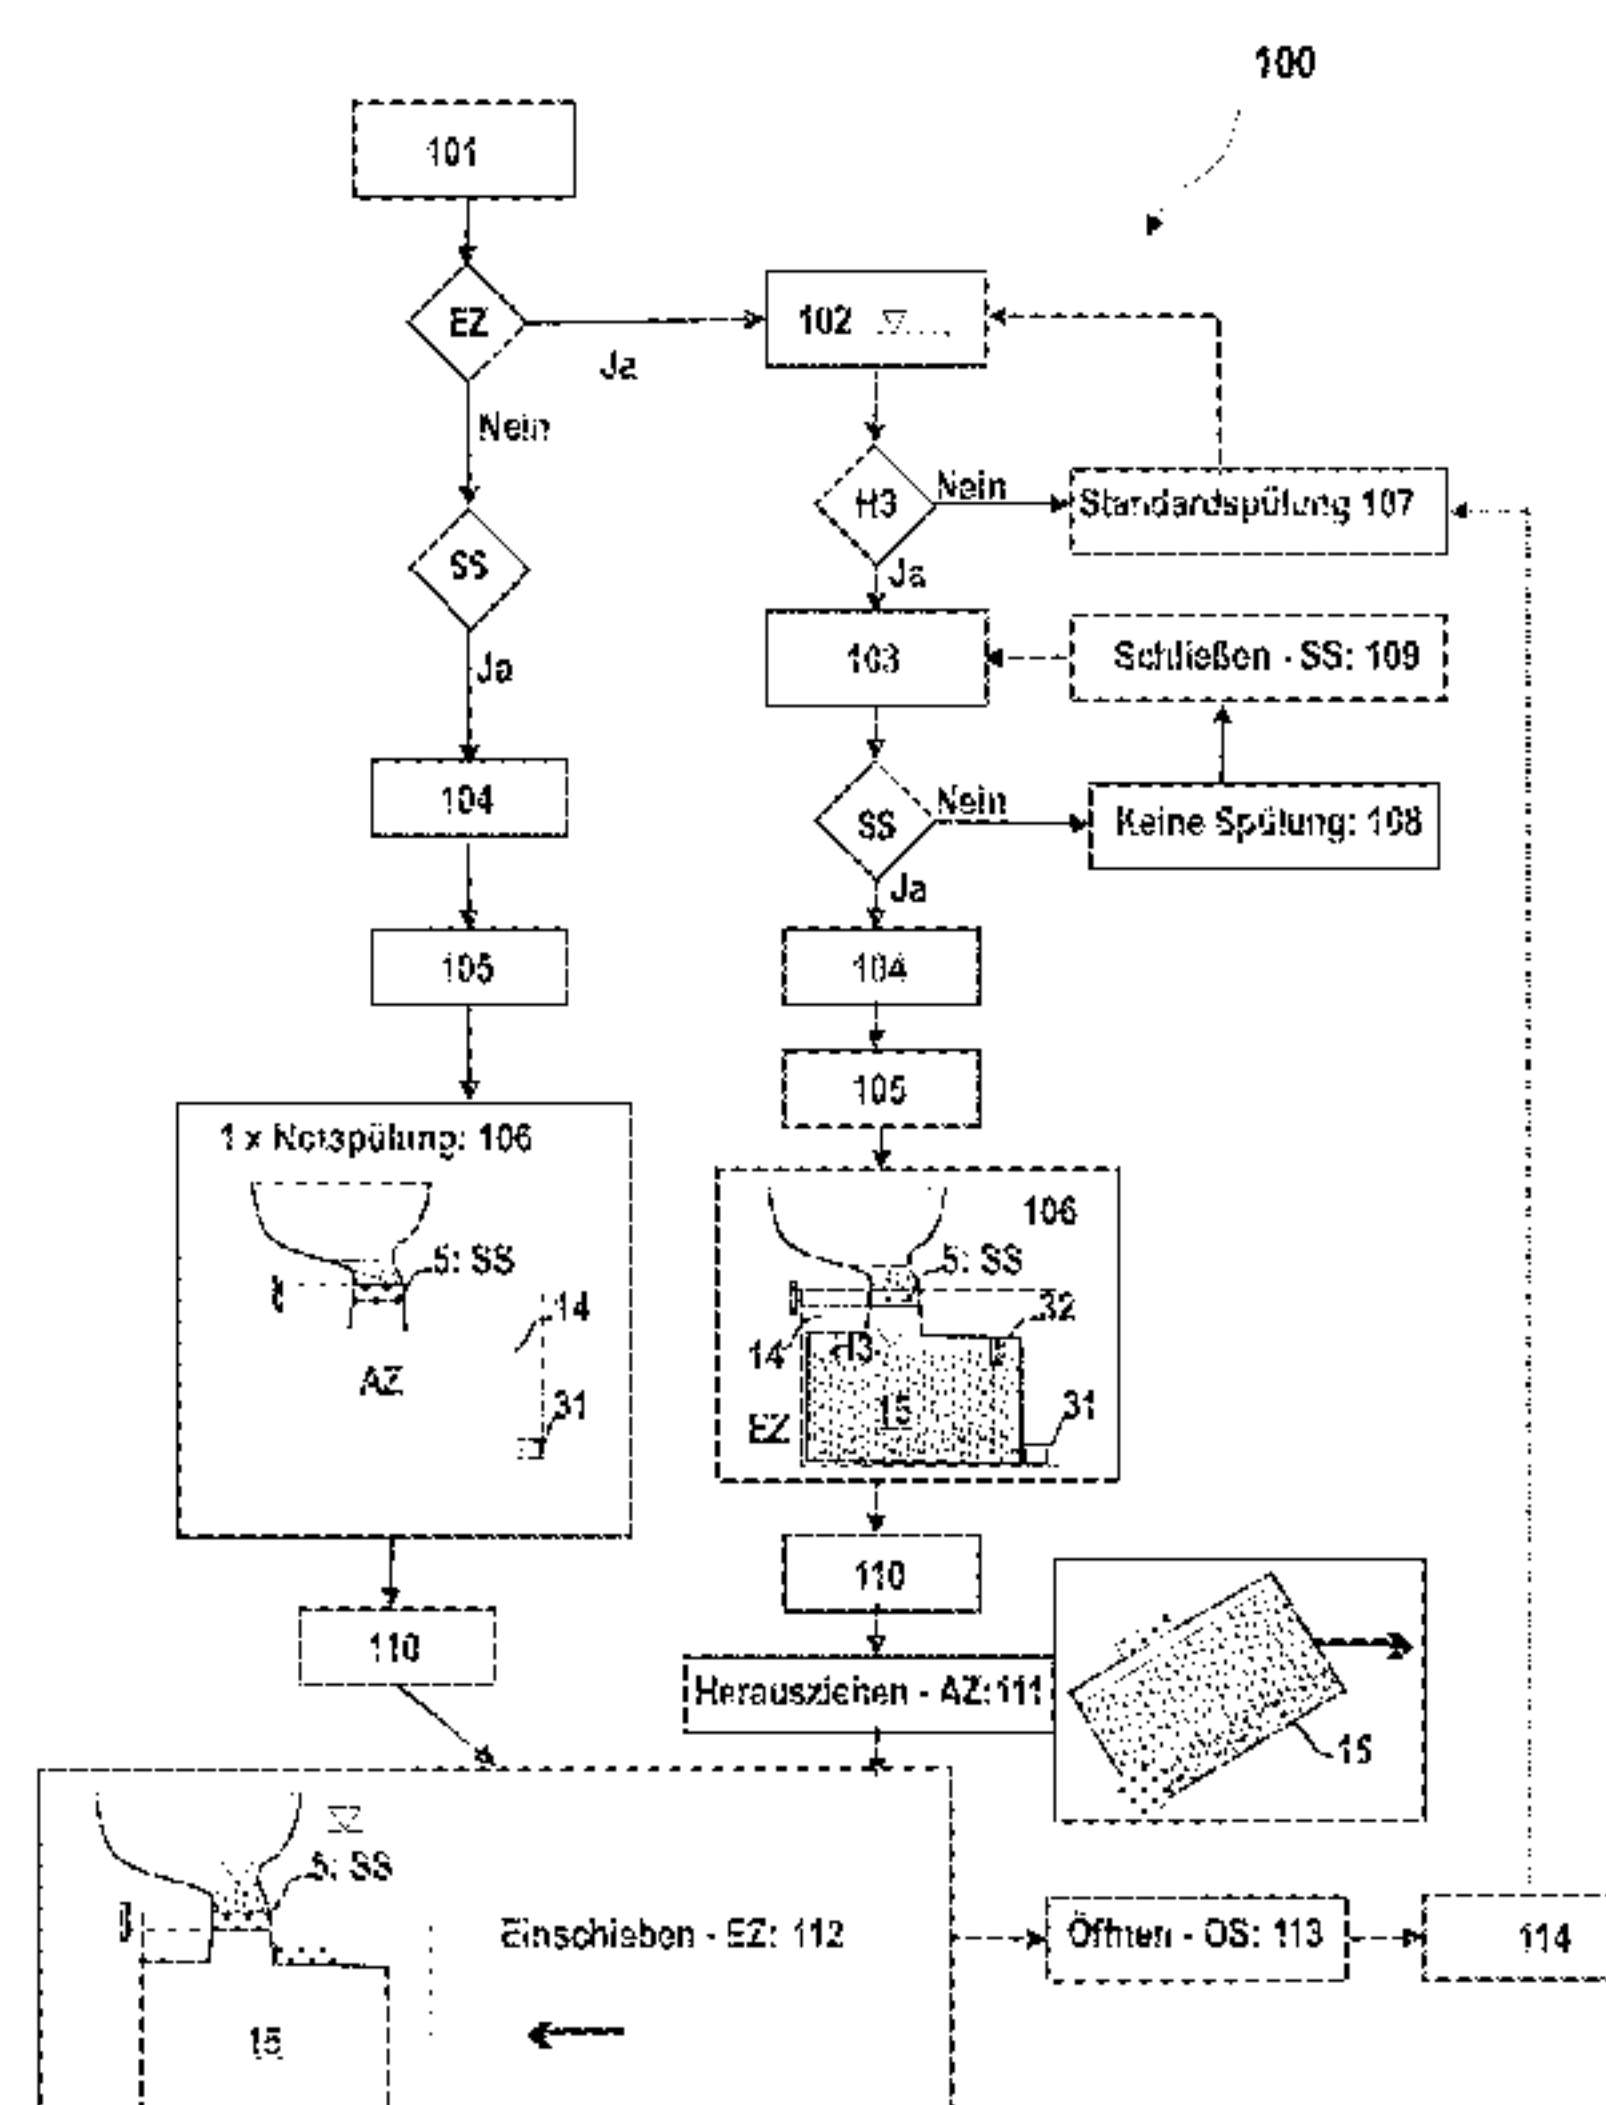 100
101
EZ
Ja
102
Nein
H3
Nein
Standardspülung 107
SS
Ja
Ja
103
Schließen - SS: 109
104
SS
Nein
Keine Spülung: 108
Ja
105
104
105
1 x Notspülung: 106
5: SS
14
AZ
31
106
5: SS
32
14
H3
15
EZ
31
110
110
Herausziehen - AZ:111
15
5: SS
Einschieben - EZ: 112
Öffnen - OS: 113
114
15